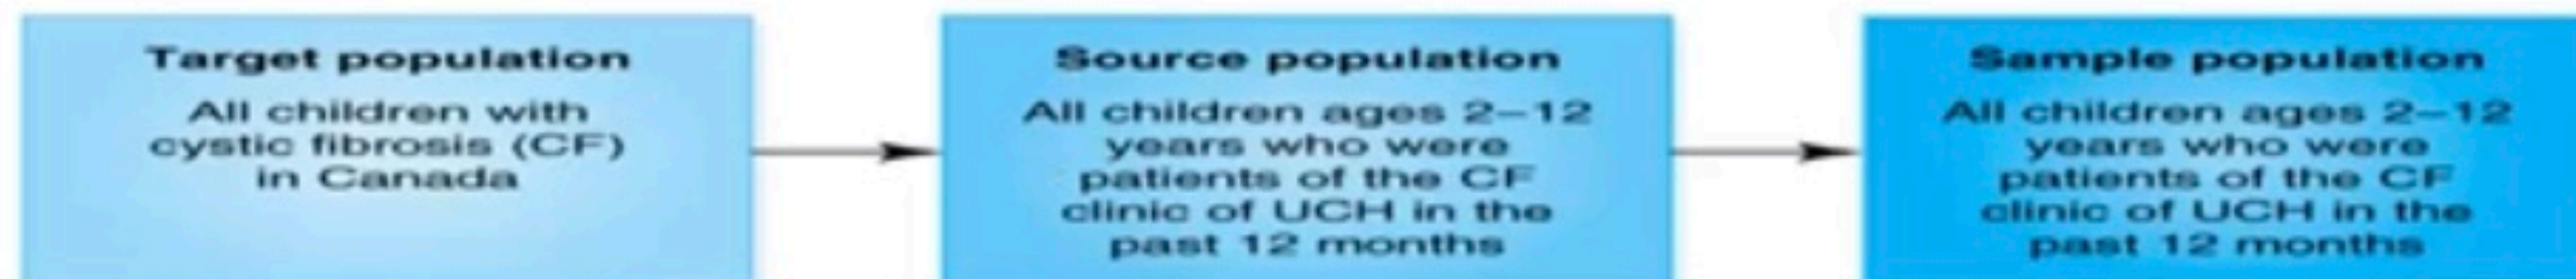 Target population
All children with
cystic fibrosis (CF)
in Canada
Source population
All children ages 2–12
years who were
patients of the CF
clinic of UCH in the
past 12 months
Sample population
All children ages 2–12
years who were
patients of the CF
clinic of UCH in the
past 12 months